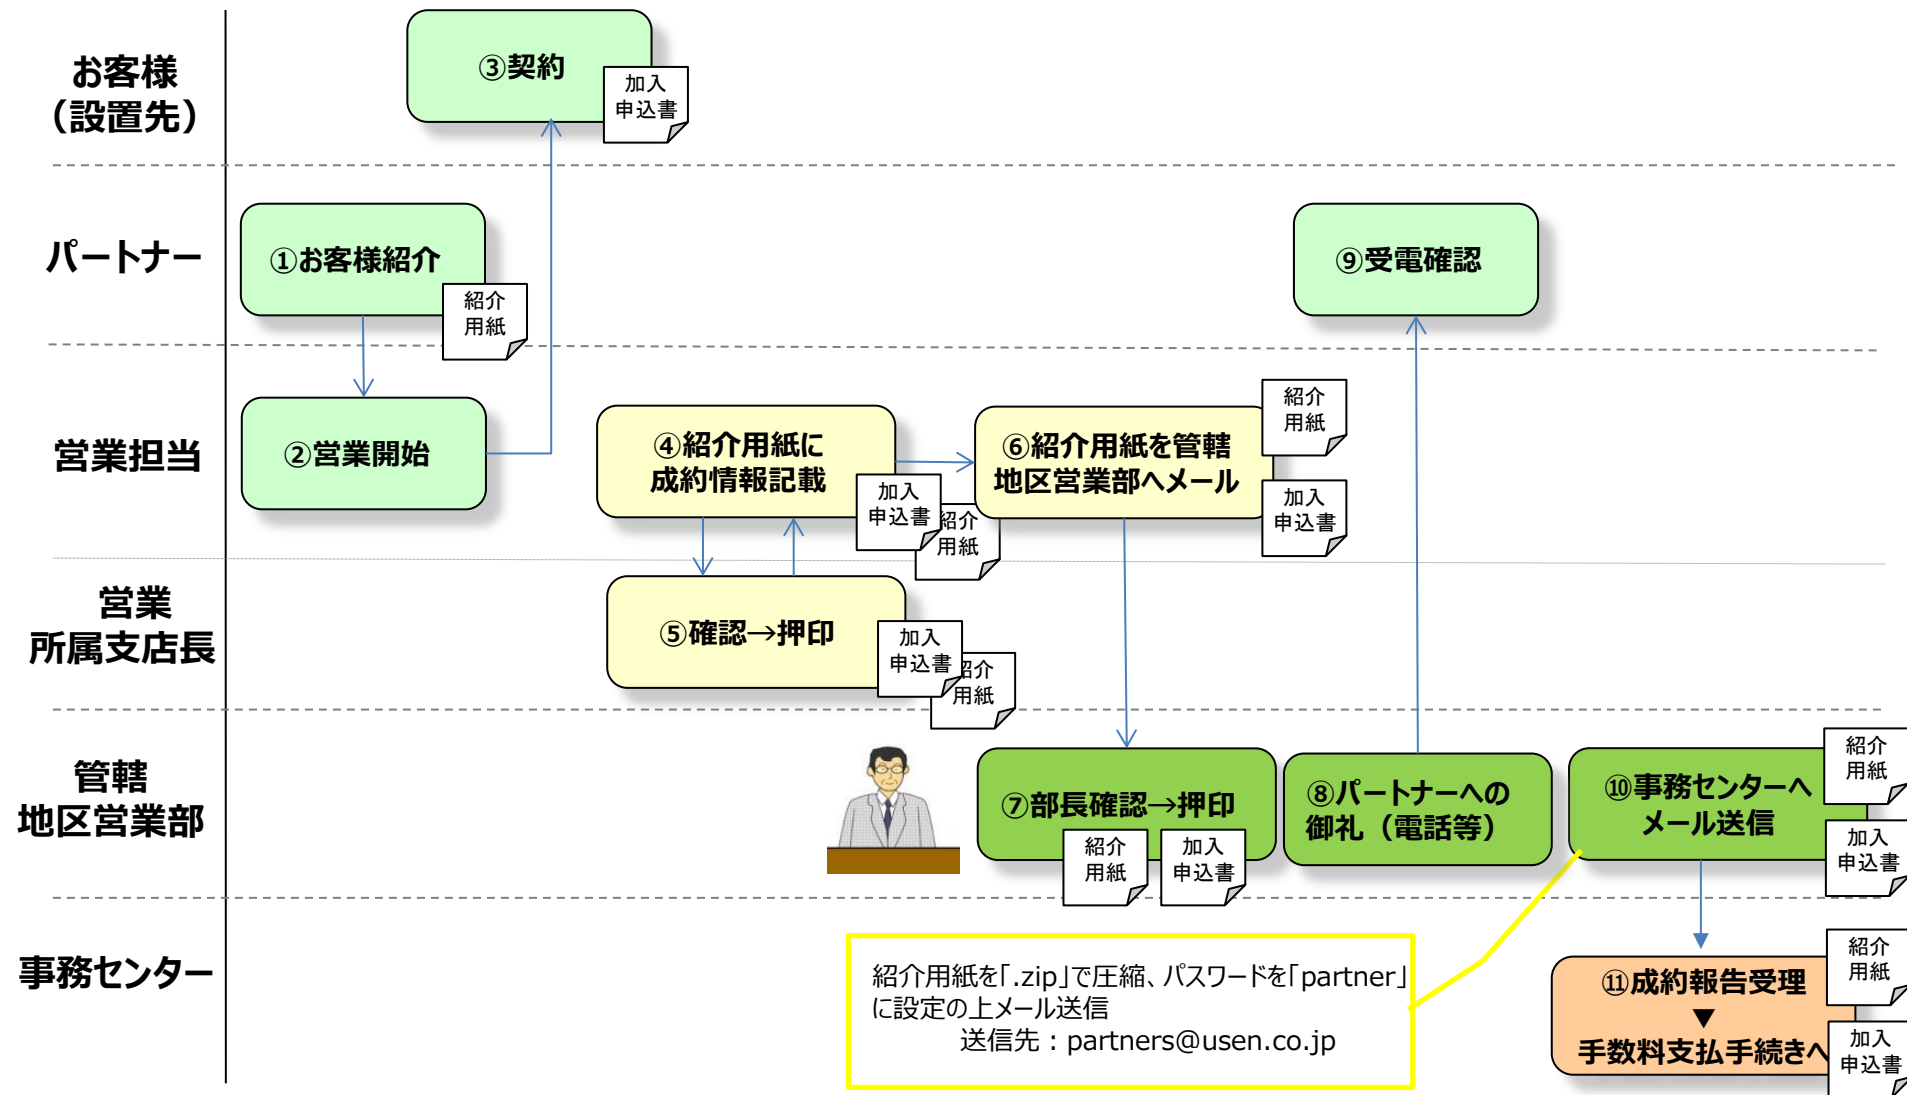 お客様
（設置先）
③契約
加入
申込書
パートナー
①お客様紹介
紹介
用紙
⑨受電確認
営業担当
②営業開始
④紹介用紙に
成約情報記載
加入
申込書
紹介
用紙
⑥紹介用紙を管轄
地区営業部へメール
紹介
用紙
加入
申込書
営業
所属支店長
⑤確認→押印
加入
申込書
紹介
用紙
管轄
地区営業部
⑦部長確認→押印
紹介
用紙
加入
申込書
⑧パートナーへの
御礼（電話等）
⑩事務センターへ
メール送信
紹介
用紙
加入
申込書
事務センター
紹介用紙を「.zip」で圧縮、パスワードを「partner」
に設定の上メール送信
送信先：partners@usen.co.jp
⑪成約報告受理
▼
手数料支払手続きへ
紹介
用紙
加入
申込書